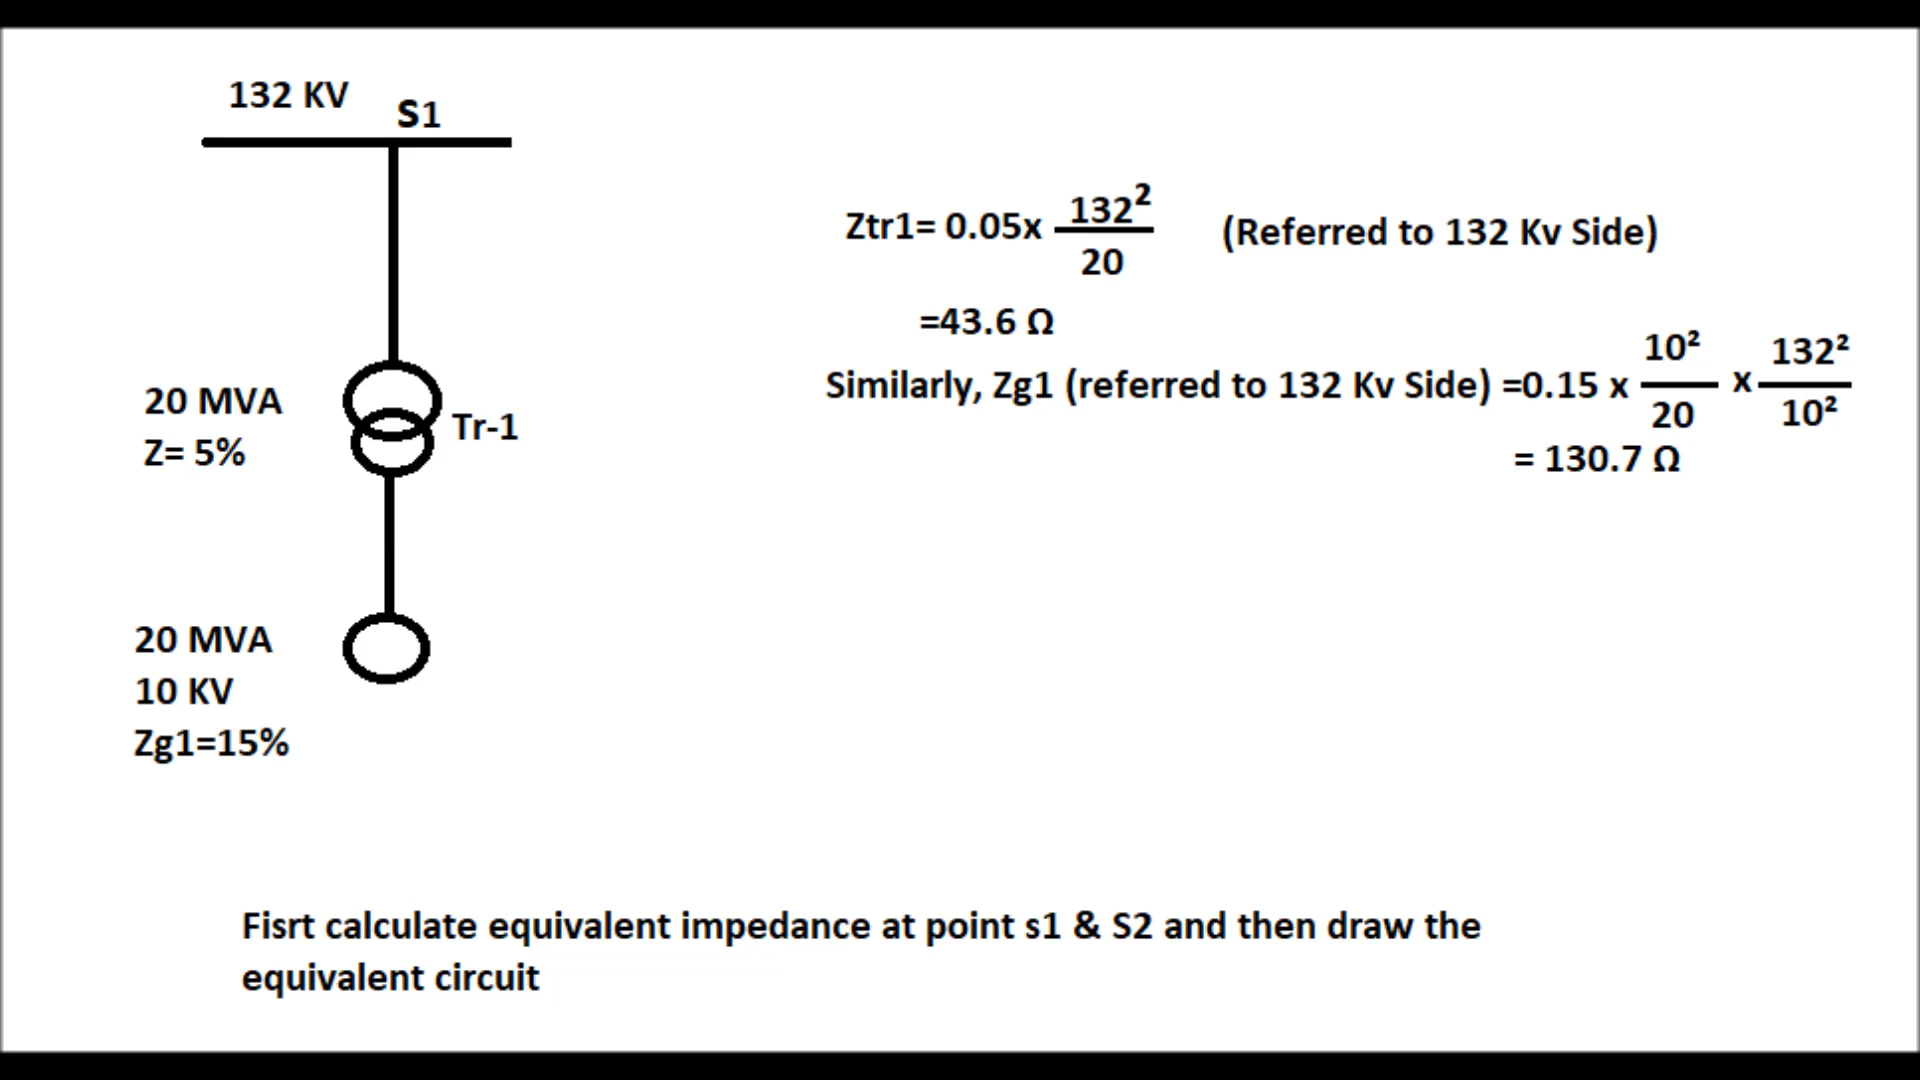 132 KV
S1
Ztr1= 0.05x 132² / 20 (Referred to 132 Kv Side)
=43.6 Ω
Similarly, Zg1 (referred to 132 Kv Side) =0.15 x 10² / 20 x 132² / 10²
= 130.7 Ω
20 MVA
Z= 5%
Tr-1
20 MVA
10 KV
Zg1=15%
Fisrt calculate equivalent impedance at point s1 & S2 and then draw the
equivalent circuit